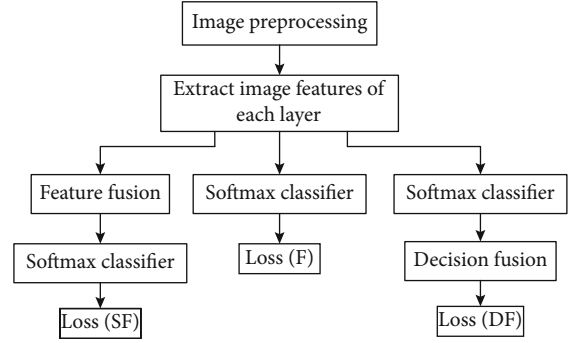 Image preprocessing
Extract image features of
each layer
Feature fusion
Softmax classifier
Softmax classifier
Softmax classifier
Loss (F)
Decision fusion
Loss (SF)
Loss (DF)